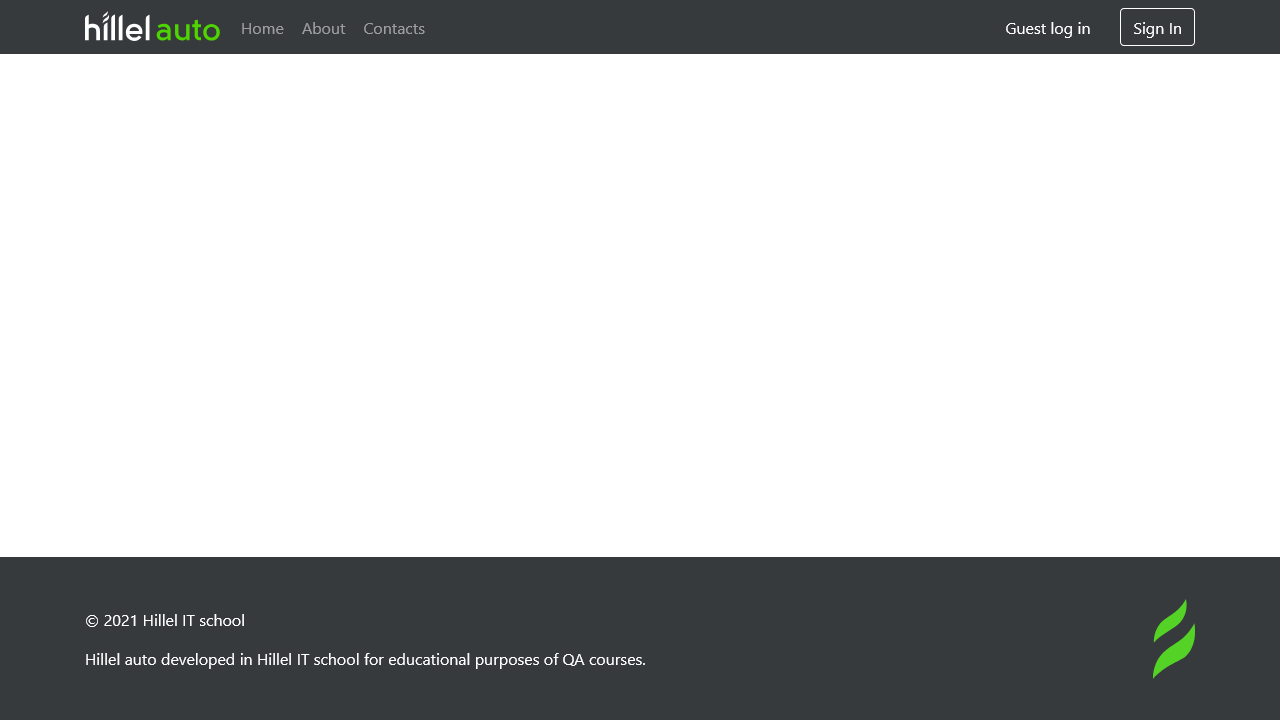 hillel auto Home About Contacts Guest log in Sign In
© 2021 Hillel IT school
Hillel auto developed in Hillel IT school for educational purposes of QA courses.